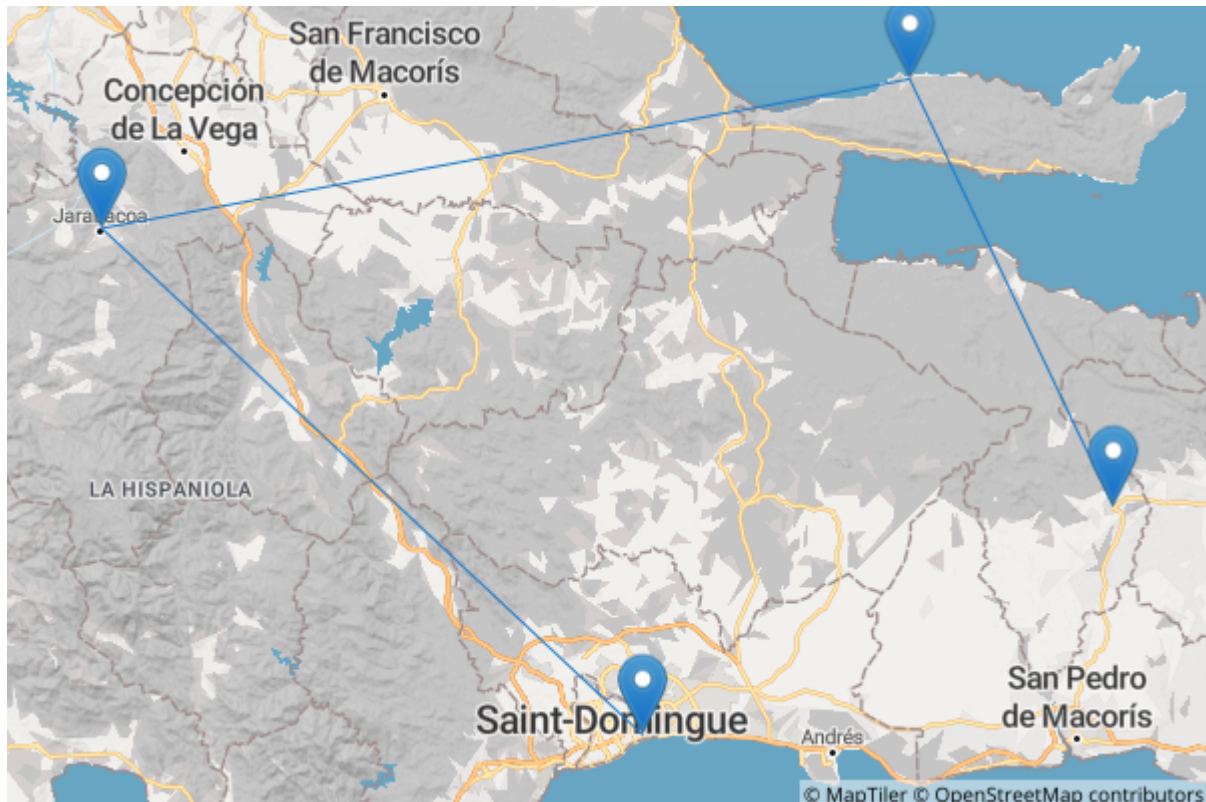 San Francisco
de Macorís
Concepción
de La Vega
Jarabacoa
LA HISPANIOLA
Saint-Domingue
San Pedro
de Macorís
Andrés
© MapTiler © OpenStreetMap contributors